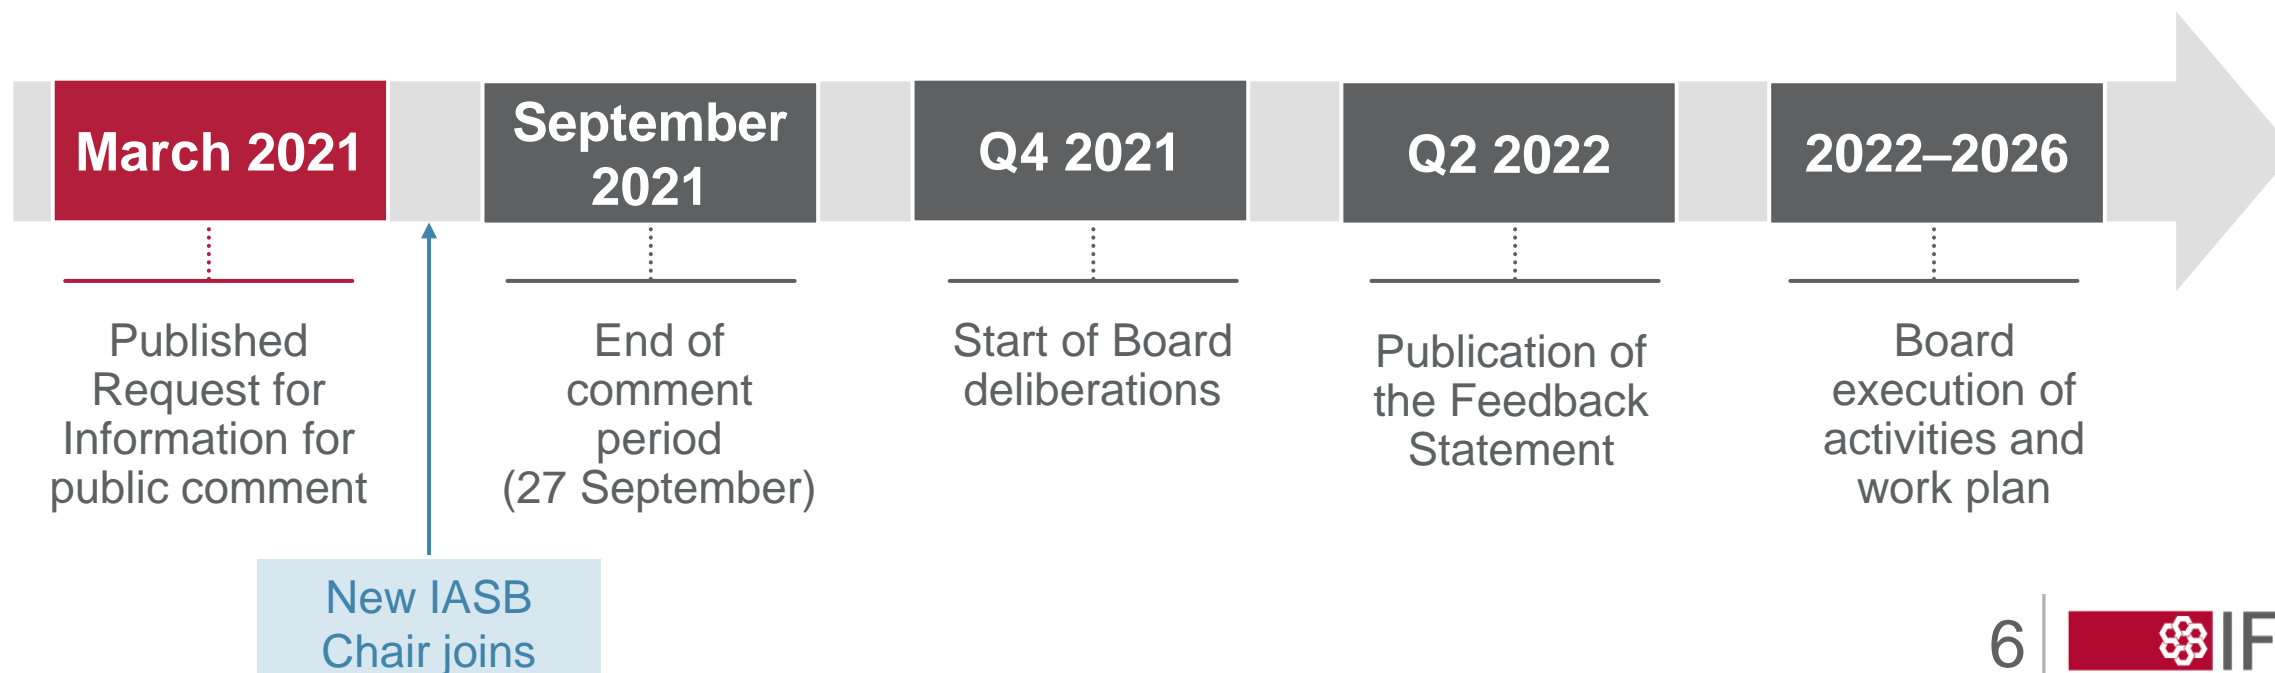 March 2021
September
2021
Q4 2021
Q2 2022
2022–2026
Published
Request for
Information for
public comment
End of
comment
period
(27 September)
Start of Board
deliberations
Publication of
the Feedback
Statement
Board
execution of
activities and
work plan
New IASB
Chair joins
6
IF